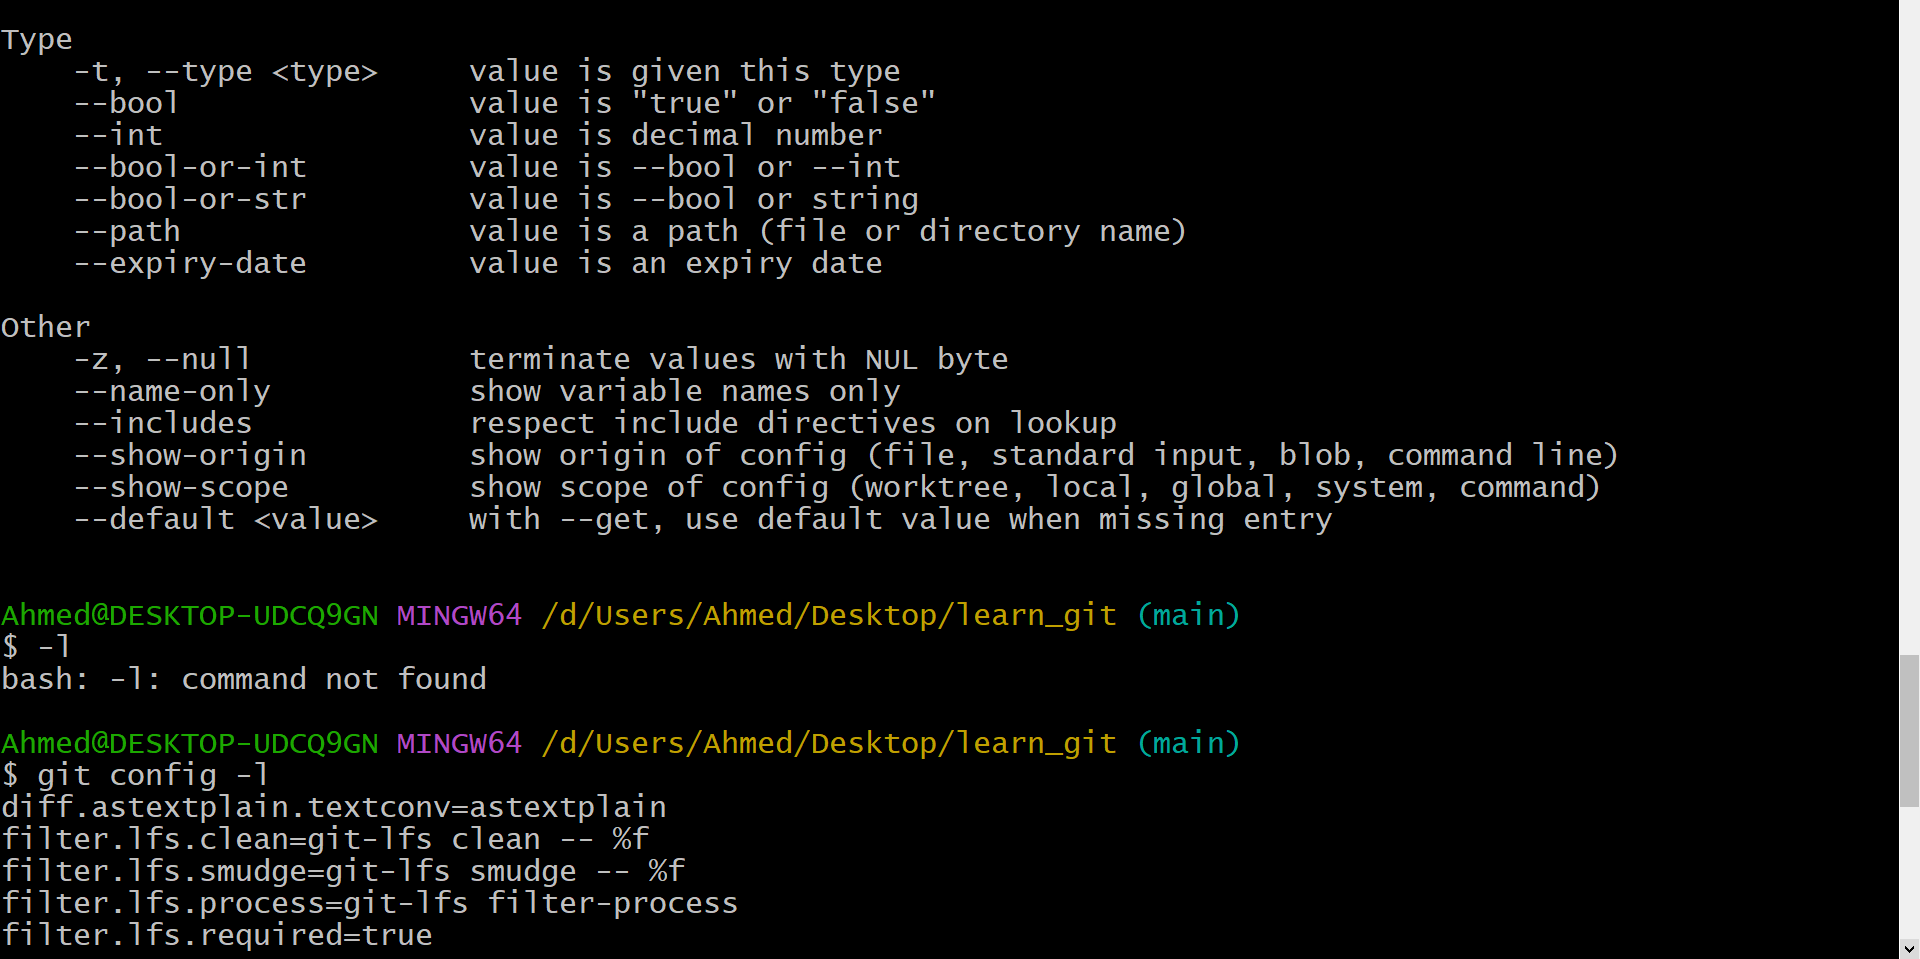 Type
    -t, --type <type>     value is given this type
    --bool                value is "true" or "false"
    --int                 value is decimal number
    --bool-or-int         value is --bool or --int
    --bool-or-str         value is --bool or string
    --path                value is a path (file or directory name)
    --expiry-date         value is an expiry date

Other
    -z, --null            terminate values with NUL byte
    --name-only           show variable names only
    --includes            respect include directives on lookup
    --show-origin         show origin of config (file, standard input, blob, command line)
    --show-scope          show scope of config (worktree, local, global, system, command)
    --default <value>     with --get, use default value when missing entry


Ahmed@DESKTOP-UDCQ9GN MINGW64 /d/Users/Ahmed/Desktop/learn_git (main)
$ -l
bash: -l: command not found

Ahmed@DESKTOP-UDCQ9GN MINGW64 /d/Users/Ahmed/Desktop/learn_git (main)
$ git config -l
diff.astextplain.textconv=astextplain
filter.lfs.clean=git-lfs clean -- %f
filter.lfs.smudge=git-lfs smudge -- %f
filter.lfs.process=git-lfs filter-process
filter.lfs.required=true